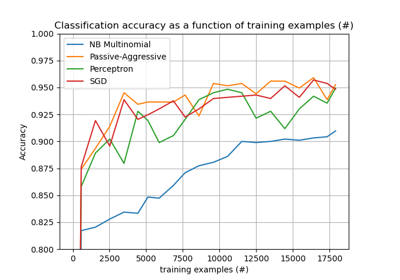 Classification accuracy as a function of training examples (#)
1.000
0.975
0.950
0.925
0.900
0.875
0.850
0.825
0.800
Accuracy
NB Multinomial
Passive-Aggressive
Perceptron
SGD
0 2500 5000 7500 10000 12500 15000 17500
training examples (#)